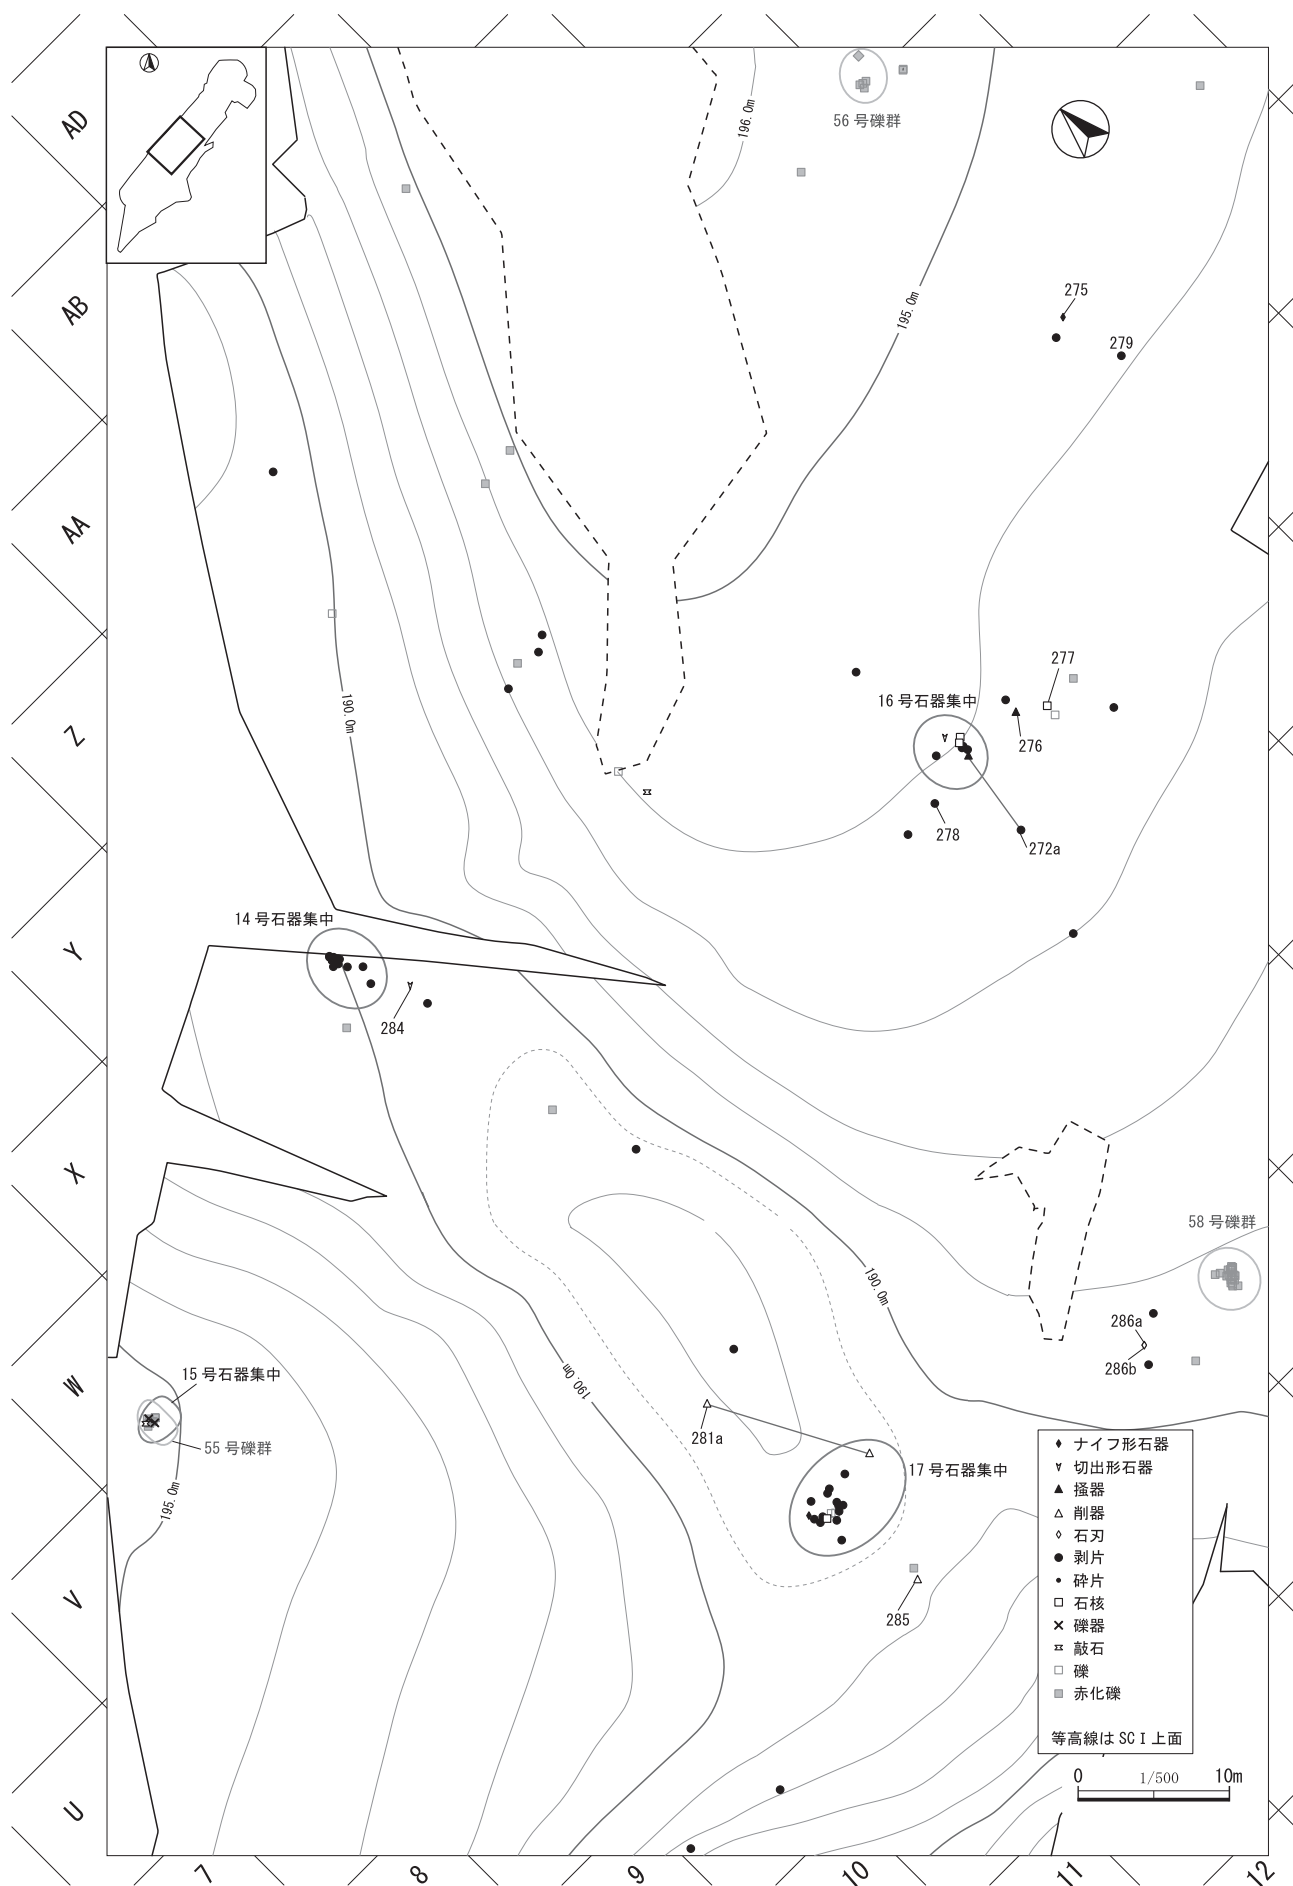 AD
AB
AA
Z
Y
X
W
V
U
7
8
9
10
11
12
56 号礫群
196.0m
195.0m
275
279
277
16 号石器集中
276
278
272a
190.0m
14 号石器集中
284
58 号礫群
190.0m
286a
286b
190.0m
15 号石器集中
55 号礫群
195.0m
281a
17 号石器集中
285
ナイフ形石器
切出形石器
掻器
削器
石刃
剥片
砕片
石核
礫器
敲石
礫
赤化礫
等高線は SCⅠ上面
0 1/500 10m